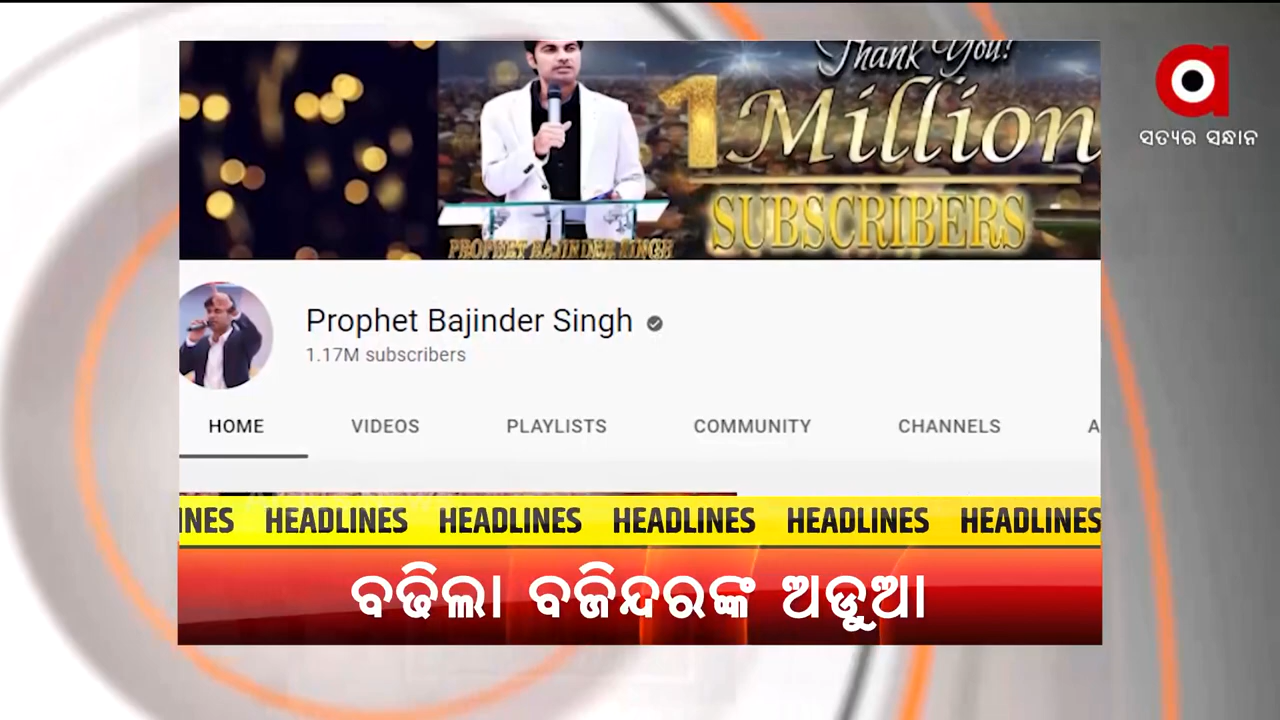 Thank You!
1 Million
SUBSCRIBERS
PROPHET BAJINDER SINGH
ସତ୍ୟର ସନ୍ଧାନ
Prophet Bajinder Singh
1.17M subscribers
HOME VIDEOS PLAYLISTS COMMUNITY CHANNELS A
INES HEADLINES HEADLINES HEADLINES HEADLINES HEADLINES
ବଢିଲା ବଜିନ୍ଦରଙ୍କ ଅଡୁଆ